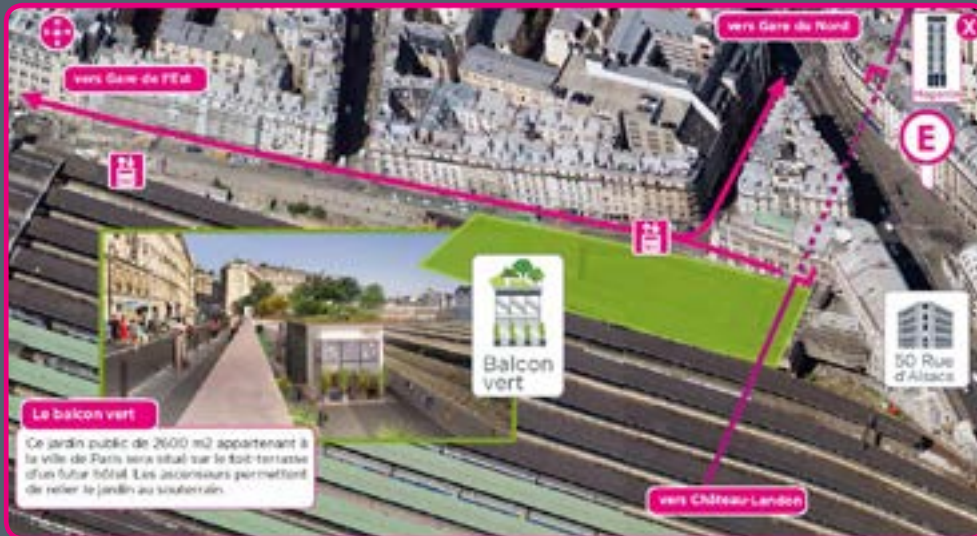 vers Gare du Nord
X
vers Gare de l'Est
E
Balcon
vert
50 Rue
d'Alsace
Le balcon vert
Ce jardin public de 2600 m2 appartenant à
la ville de Paris sera situé sur le toit-terrasse
d'un futur hôtel. Les ascenseurs permettent
de relier le jardin au souterrain.
vers Château-Landon